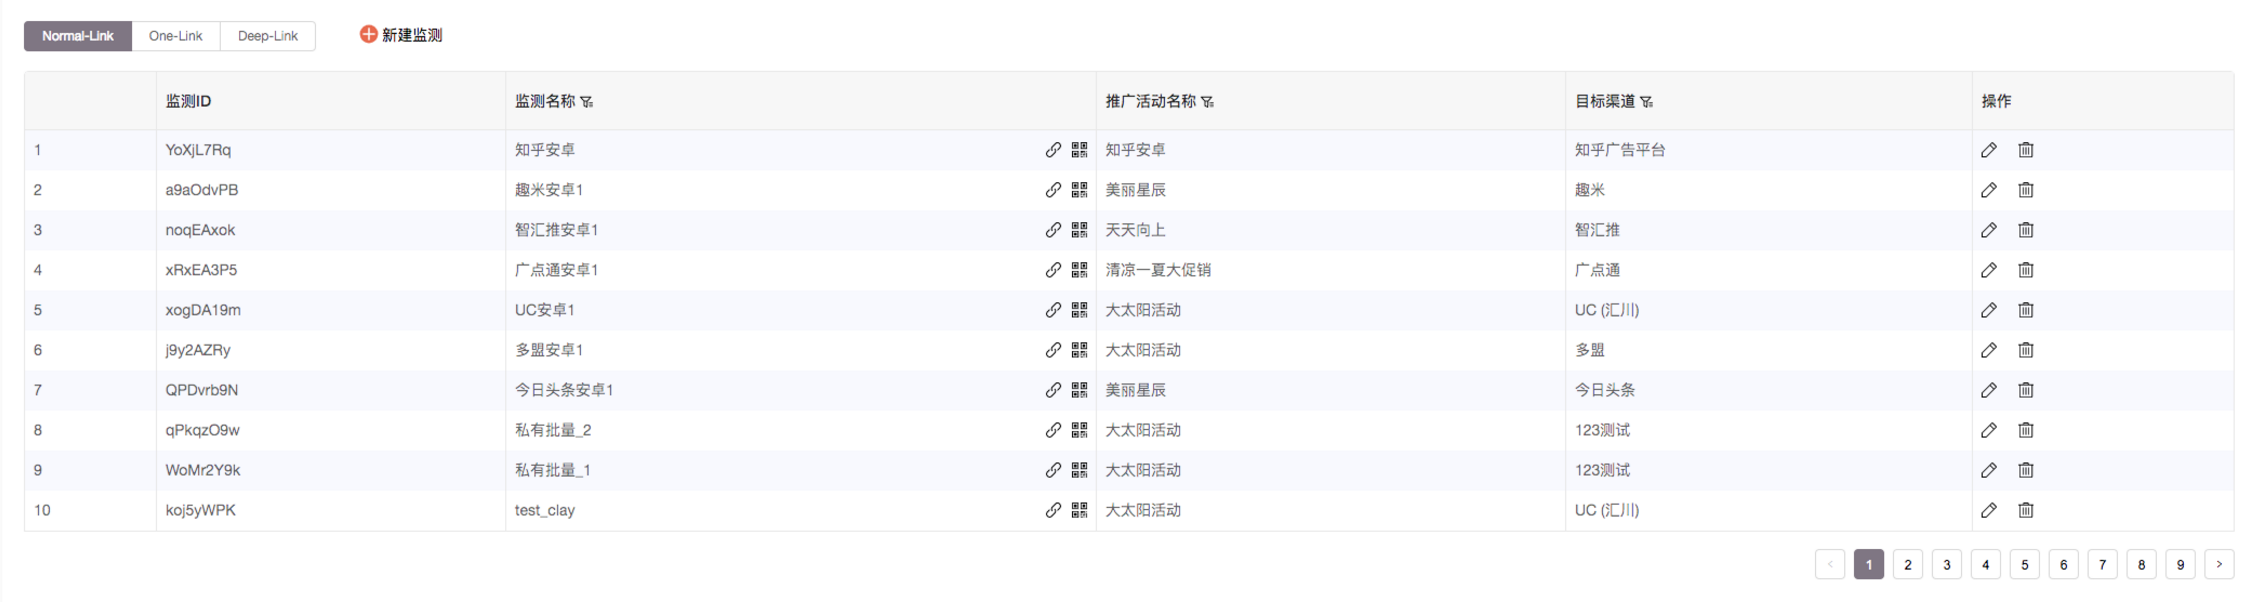 Normal-Link One-Link Deep-Link 新建监测
监测ID 监测名称 推广活动名称 目标渠道 操作
1 YoXjL7Rq 知乎安卓 知乎安卓 知乎广告平台
2 a9aOdvPB 趣米安卓1 美丽星辰 趣米
3 noqEAxok 智汇推安卓1 天天向上 智汇推
4 xRxEA3P5 广点通安卓1 清凉一夏大促销 广点通
5 xogDA19m UC安卓1 大太阳活动 UC (汇川)
6 j9y2AZRy 多盟安卓1 大太阳活动 多盟
7 QPDvrb9N 今日头条安卓1 美丽星辰 今日头条
8 qPkqzO9w 私有批量_2 大太阳活动 123测试
9 WoMr2Y9k 私有批量_1 大太阳活动 123测试
10 koj5yWPK test_clay 大太阳活动 UC (汇川)
< 1 2 3 4 5 6 7 8 9 >